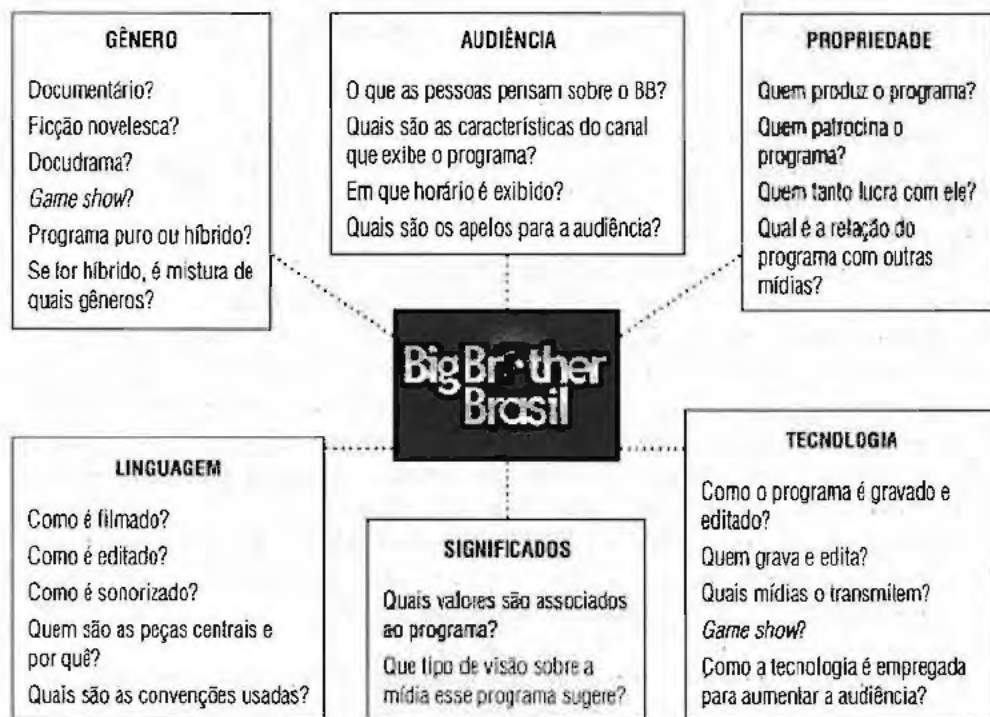 GÊNERO
Documentário?
Ficção novelesca?
Docudrama?
Game show?
Programa puro ou híbrido?
Se for híbrido, é mistura de
quais gêneros?
AUDIÊNCIA
O que as pessoas pensam sobre o BB?
Quais são as características do canal
que exibe o programa?
Em que horário é exibido?
Quais são os apelos para a audiência?
PROPRIEDADE
Quem produz o programa?
Quem patrocina o
programa?
Quem tanto lucra com ele?
Qual é a relação do
programa com outras
mídias?
Big Brother
Brasil
LINGUAGEM
Como é filmado?
Como é editado?
Como é sonorizado?
Quem são as peças centrais e
por quê?
Quais são as convenções usadas?
SIGNIFICADOS
Quais valores são associados
ao programa?
Que tipo de visão sobre a
mídia esse programa sugere?
TECNOLOGIA
Como o programa é gravado e
editado?
Quem grava e edita?
Quais mídias o transmitem?
Game show?
Como a tecnologia é empregada
para aumentar a audiência?